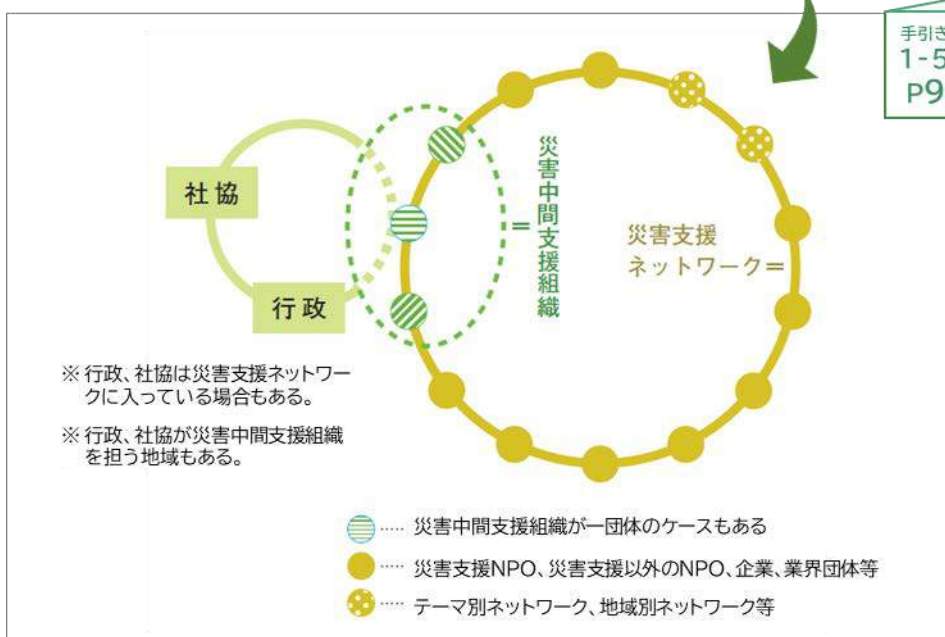 手引き
1-5
P9
社協
行政
災害中間支援組織
＝
災害支援
ネットワーク＝
※ 行政、社協は災害支援ネットワー
クに入っている場合もある。
※ 行政、社協が災害中間支援組織
を担う地域もある。
····· 災害中間支援組織が一団体のケースもある
····· 災害支援NPO、災害支援以外のNPO、企業、業界団体等
····· テーマ別ネットワーク、地域別ネットワーク等